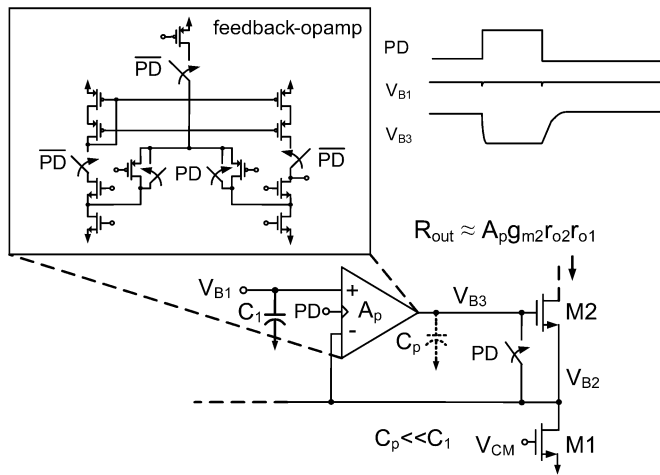 feedback-opamp
PD
PD
PD
PD
PD
V_B1
V_B3
R_out ≈ A_p g_m2 r_o2 r_o1
V_B1
C_1
PD
+
A_p
-
V_B3
C_p
PD
M2
V_B2
C_p<<C_1
V_CM
M1